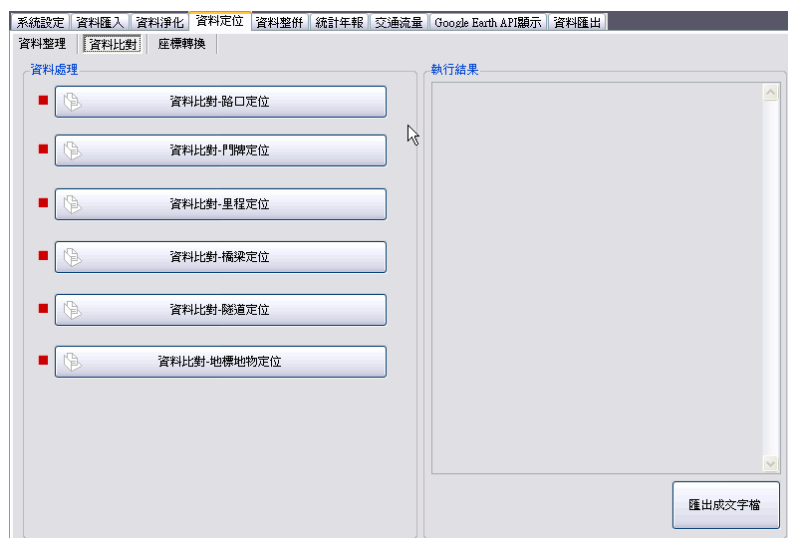 系統設定 資料匯入 資料淨化 資料定位 資料整併 統計年報 交通流量 Google Earth API顯示 資料匯出
資料整理 資料比對 座標轉換
資料處理
資料比對-路口定位
資料比對-門牌定位
資料比對-里程定位
資料比對-橋梁定位
資料比對-隧道定位
資料比對-地標地物定位
執行結果
匯出成文字檔